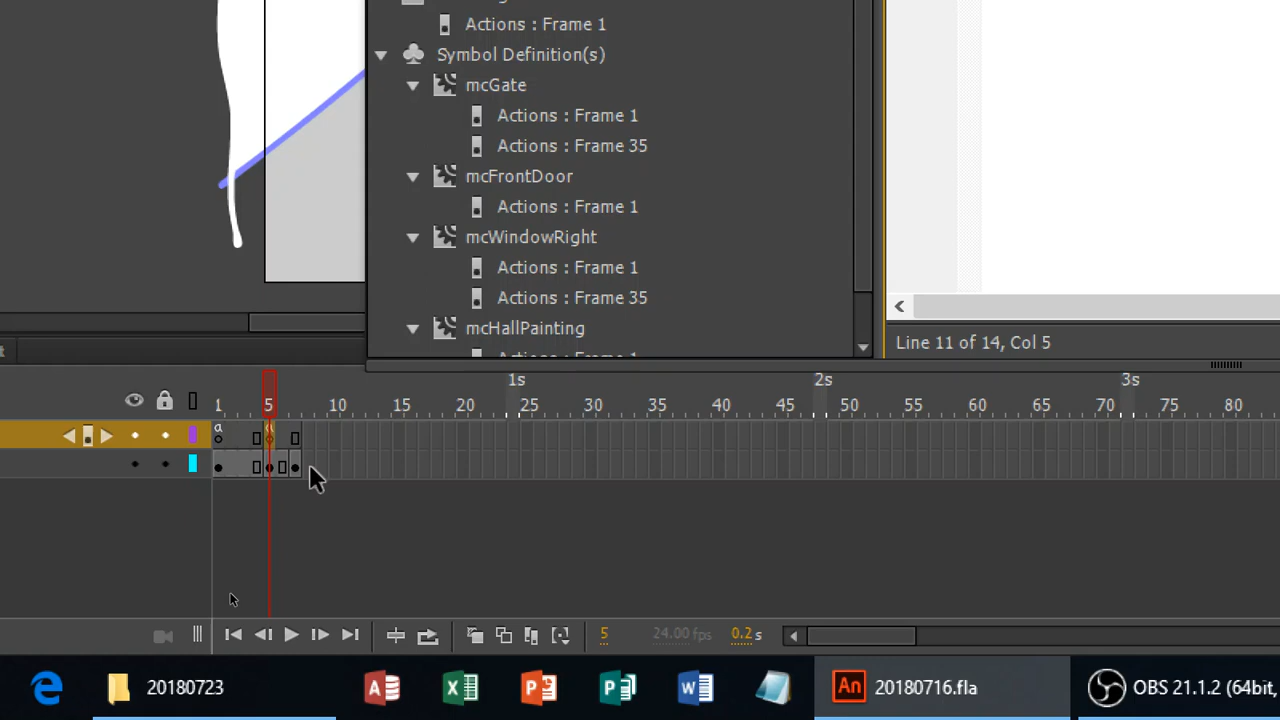 Actions : Frame 1
Symbol Definition(s)
mcGate
Actions : Frame 1
Actions : Frame 35
mcFrontDoor
Actions : Frame 1
mcWindowRight
Actions : Frame 1
Actions : Frame 35
mcHallPainting
Actions : Frame 1
Line 11 of 14, Col 5
1s 2s 3s
1 5 10 15 20 25 30 35 40 45 50 55 60 65 70 75 80
5 24.00 fps 0.2 s
20180723
20180716.fla
OBS 21.1.2 (64bit,